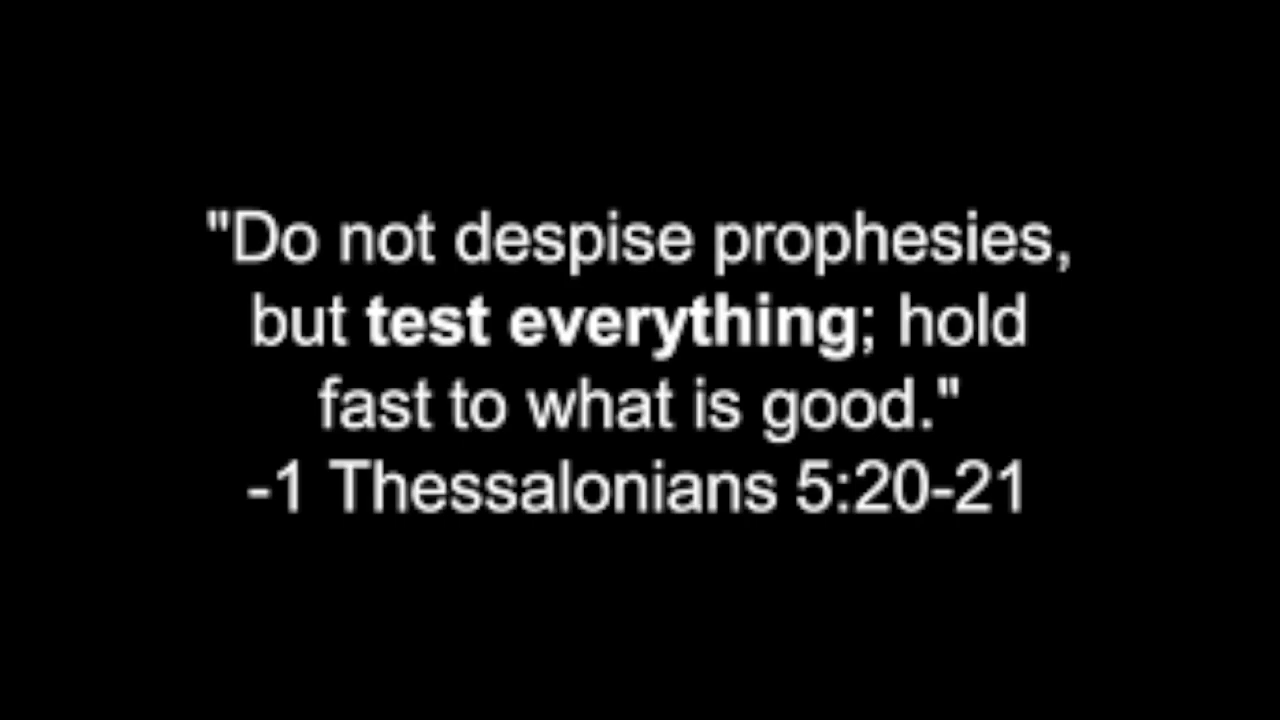 "Do not despise prophesies,
but test everything; hold
fast to what is good."
-1 Thessalonians 5:20-21